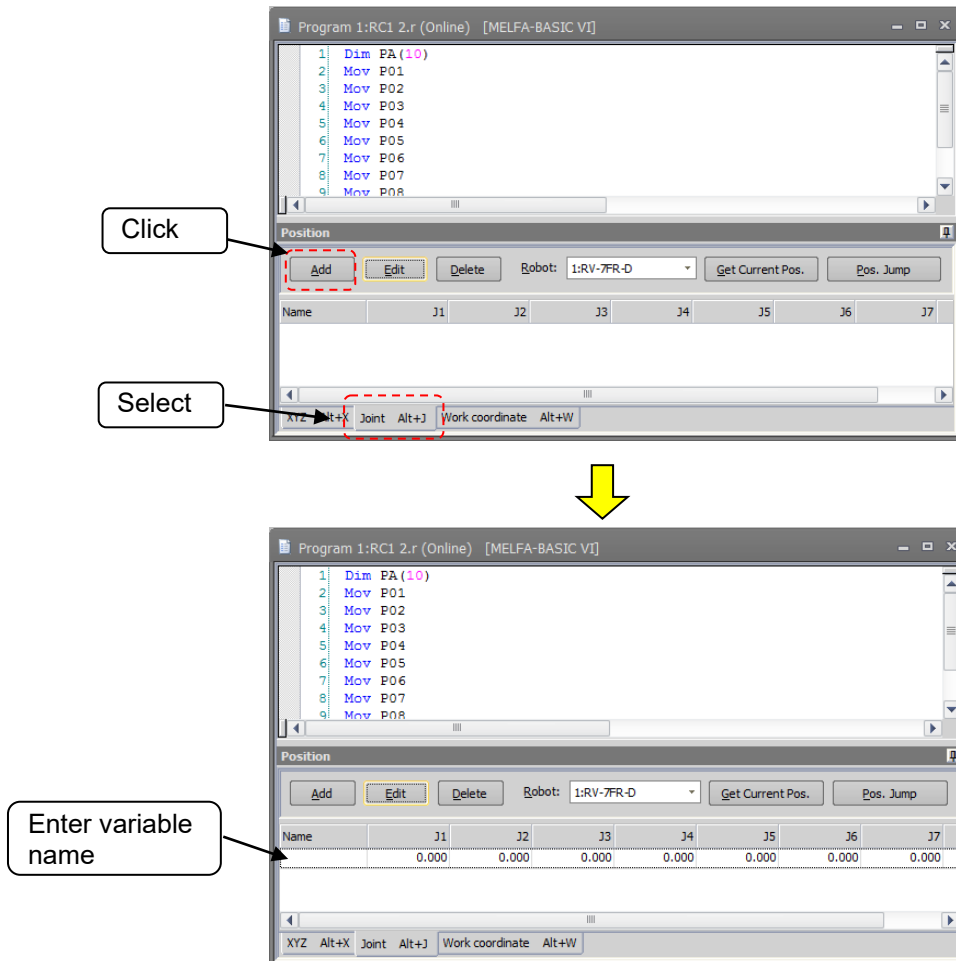 Program 1:RC1 2.r (Online) [MELFA-BASIC VI]
1 Dim PA(10)
2 Mov P01
3 Mov P02
4 Mov P03
5 Mov P04
6 Mov P05
7 Mov P06
8 Mov P07
9 Mov P08
Click
Position
Add Edit Delete Robot: 1:RV-7FR-D Get Current Pos. Pos. Jump
Name J1 J2 J3 J4 J5 J6 J7
Select
XYZ Alt+X Joint Alt+J Work coordinate Alt+W
Program 1:RC1 2.r (Online) [MELFA-BASIC VI]
1 Dim PA(10)
2 Mov P01
3 Mov P02
4 Mov P03
5 Mov P04
6 Mov P05
7 Mov P06
8 Mov P07
9 Mov P08
Position
Add Edit Delete Robot: 1:RV-7FR-D Get Current Pos. Pos. Jump
Enter variable
name
Name J1 J2 J3 J4 J5 J6 J7
0.000 0.000 0.000 0.000 0.000 0.000 0.000
XYZ Alt+X Joint Alt+J Work coordinate Alt+W